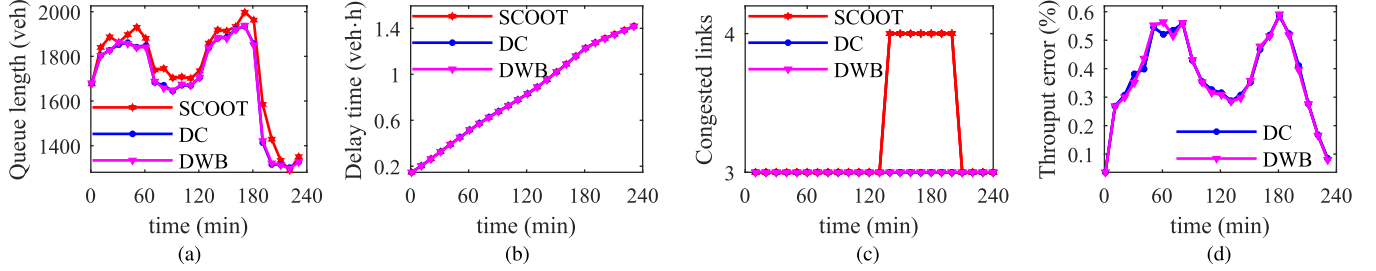 Queue length (veh)
2000
1800
1600
1400
SCOOT
DC
DWB
0 60 120 180 240
time (min)
(a)
Delay time (veh·h)
1.4
1
0.6
0.2
SCOOT
DC
DWB
0 60 120 180 240
time (min)
(b)
Congested links
4
3
SCOOT
DC
DWB
0 60 120 180 240
time (min)
(c)
Throuput error (%)
0.6
0.5
0.4
0.3
0.2
0.1
DC
DWB
0 60 120 180 240
time (min)
(d)